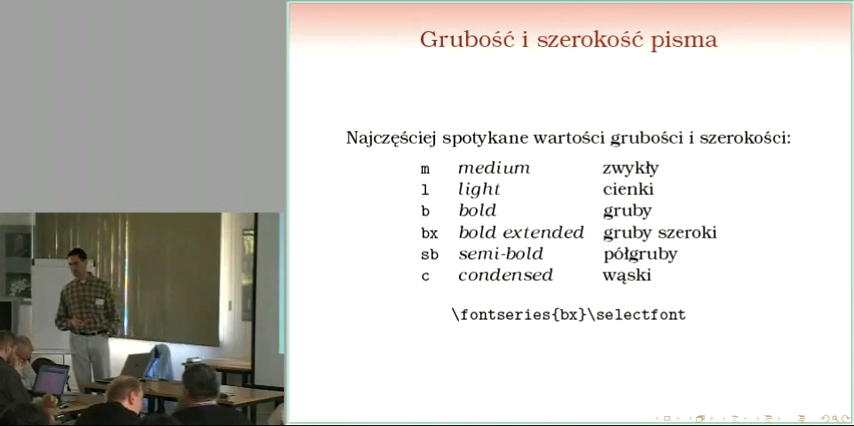 Grubość i szerokość pisma
Najczęściej spotykane wartości grubości i szerokości:
m medium zwykły
l light cienki
b bold gruby
bx bold extended gruby szeroki
sb semi-bold półgruby
c condensed wąski
\fontseries{bx}\selectfont